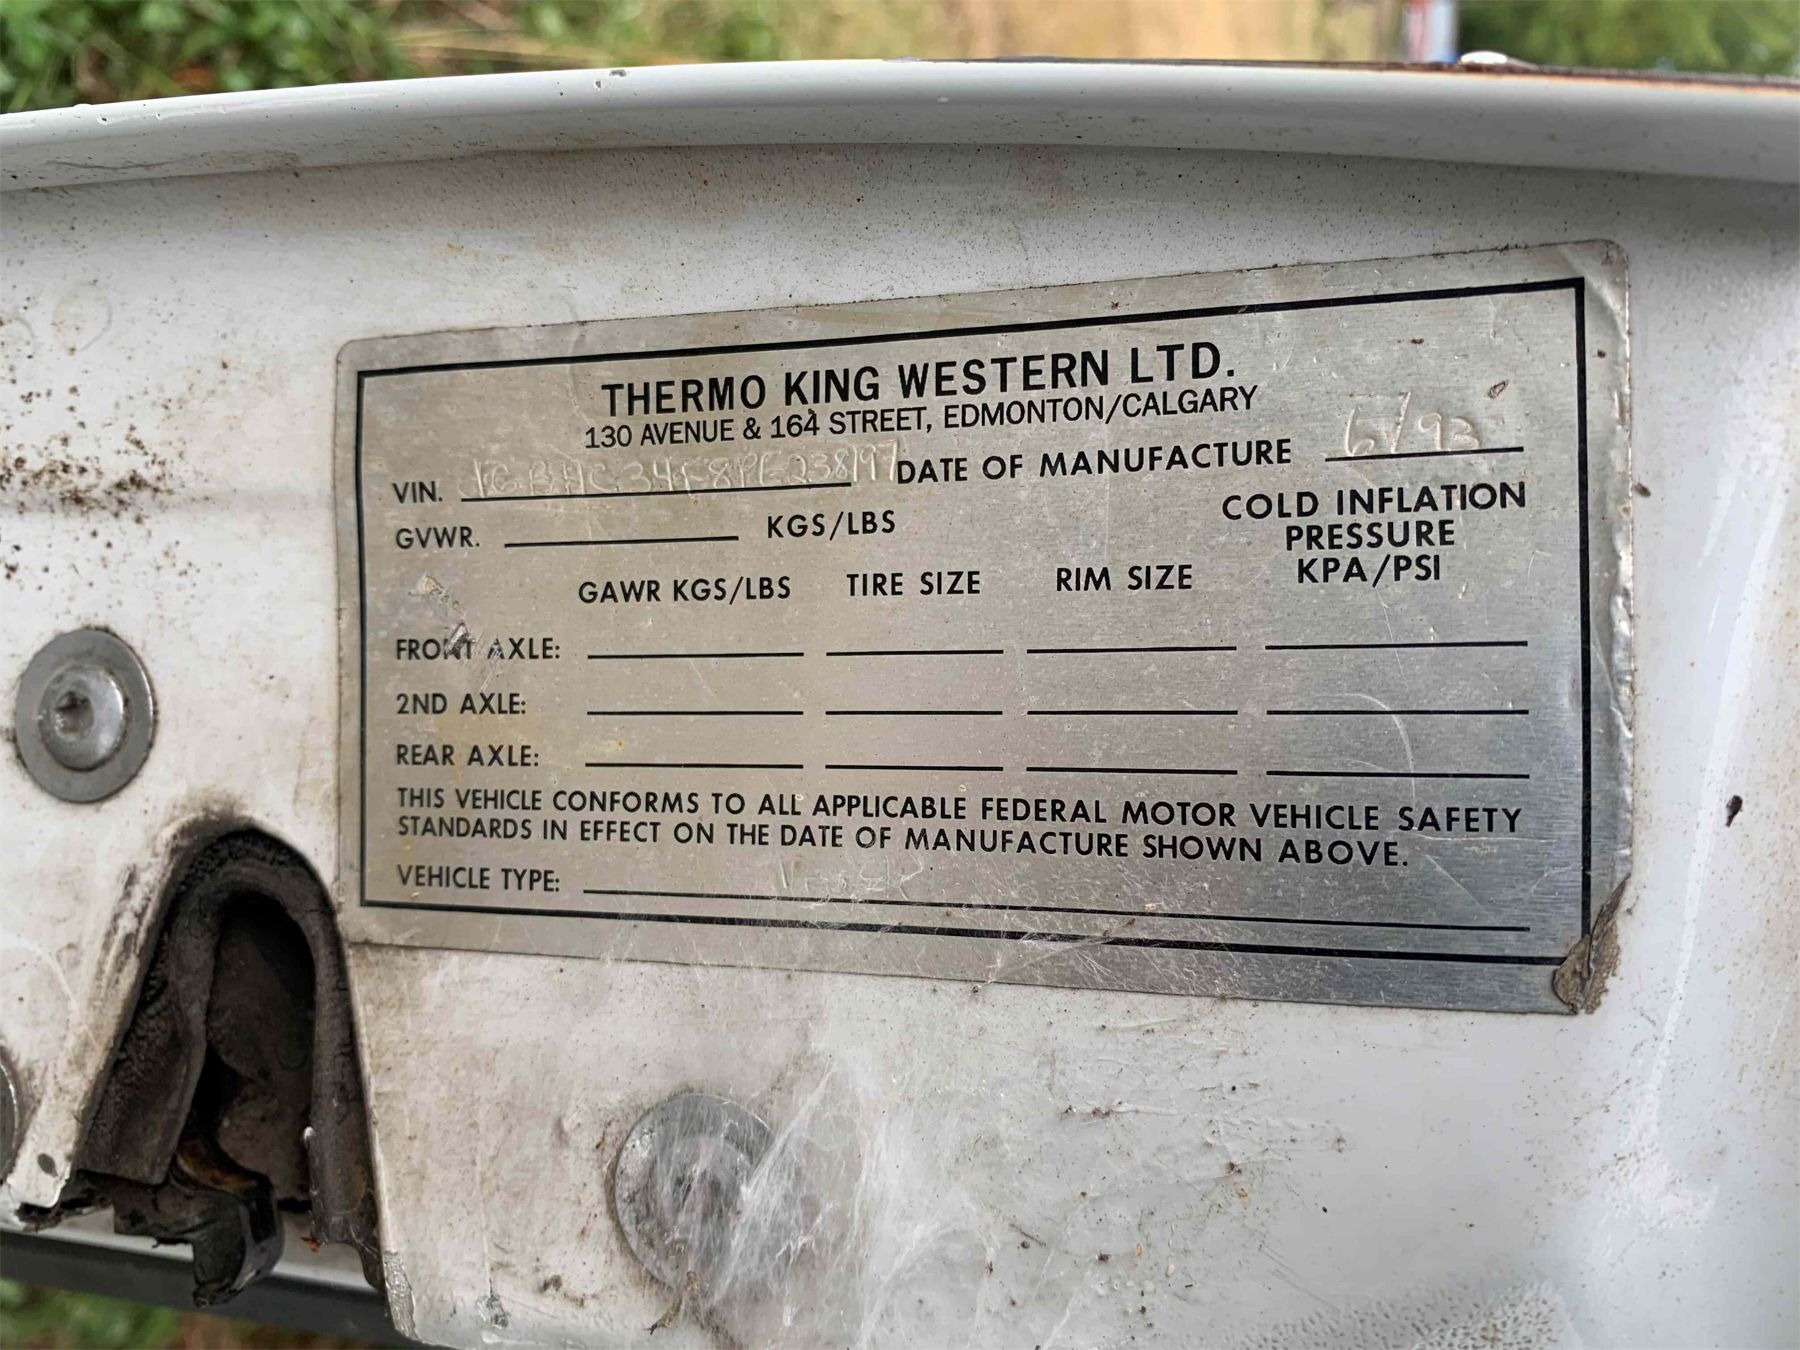 THERMO KING WESTERN LTD.
130 AVENUE & 164 STREET, EDMONTON/CALGARY
VIN. 1GBHC34F8PE238197 DATE OF MANUFACTURE 6/93
GVWR. KGS/LBS
COLD INFLATION
PRESSURE
KPA/PSI
GAWR KGS/LBS TIRE SIZE RIM SIZE
FRONT AXLE:
2ND AXLE:
REAR AXLE:
THIS VEHICLE CONFORMS TO ALL APPLICABLE FEDERAL MOTOR VEHICLE SAFETY
STANDARDS IN EFFECT ON THE DATE OF MANUFACTURE SHOWN ABOVE.
VEHICLE TYPE: